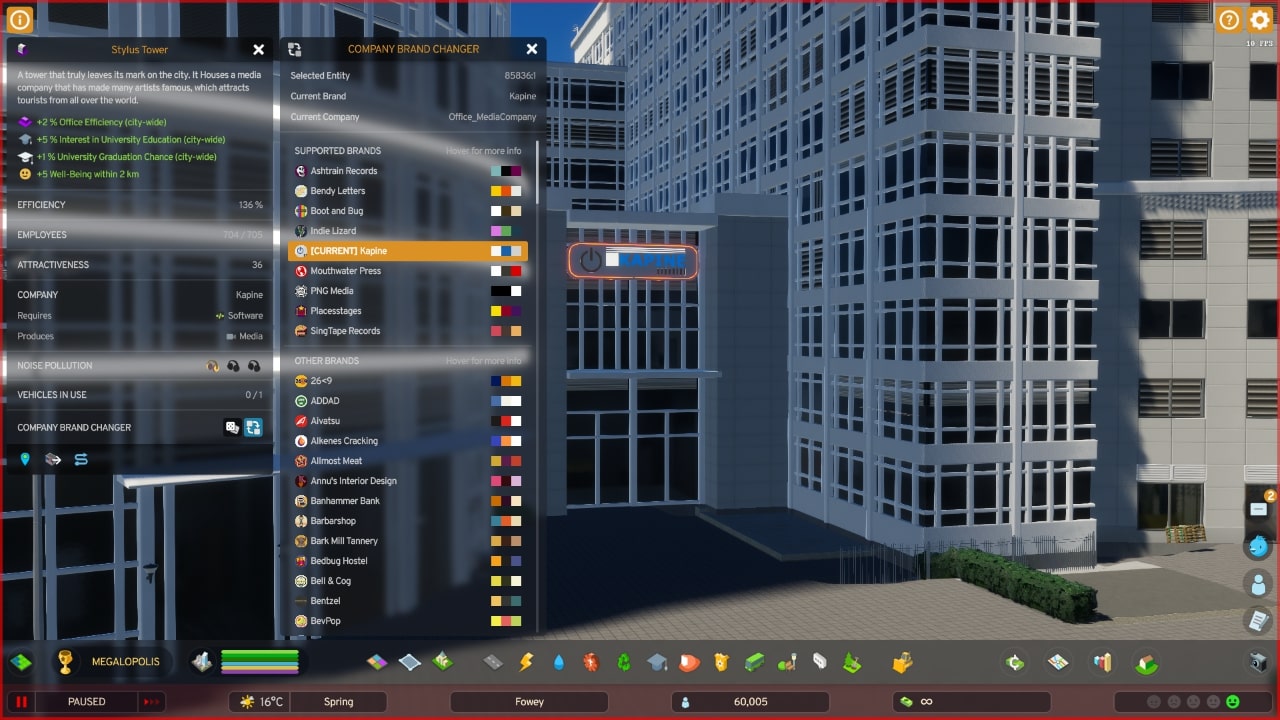 10 FPS
Stylus Tower
A tower that truly leaves its mark on the city. It Houses a media
company that has made many artists famous, which attracts
tourists from all over the world.
+2 % Office Efficiency (city-wide)
+5 % Interest in University Education (city-wide)
+1 % University Graduation Chance (city-wide)
+5 Well-Being within 2 km
EFFICIENCY 136 %
EMPLOYEES 704 / 705
ATTRACTIVENESS 36
COMPANY Kapine
Requires Software
Produces Media
NOISE POLLUTION
VEHICLES IN USE 0 / 1
COMPANY BRAND CHANGER
COMPANY BRAND CHANGER
Selected Entity 85836:1
Current Brand Kapine
Current Company Office_MediaCompany
SUPPORTED BRANDS Hover for more info
Ashtrain Records
Bendy Letters
Boot and Bug
Indie Lizard
[CURRENT] Kapine
Mouthwater Press
PNG Media
Placesstages
SingTape Records
OTHER BRANDS Hover for more info
26<9
ADDAD
Aivatsu
Alkenes Cracking
Allmost Meat
Annu's Interior Design
Banhammer Bank
Barbarshop
Bark Mill Tannery
Bedbug Hostel
Bell & Cog
Bentzel
BevPop
KAPINE
2
MEGALOPOLIS
PAUSED
16°C
Spring
Fowey
60,005
∞